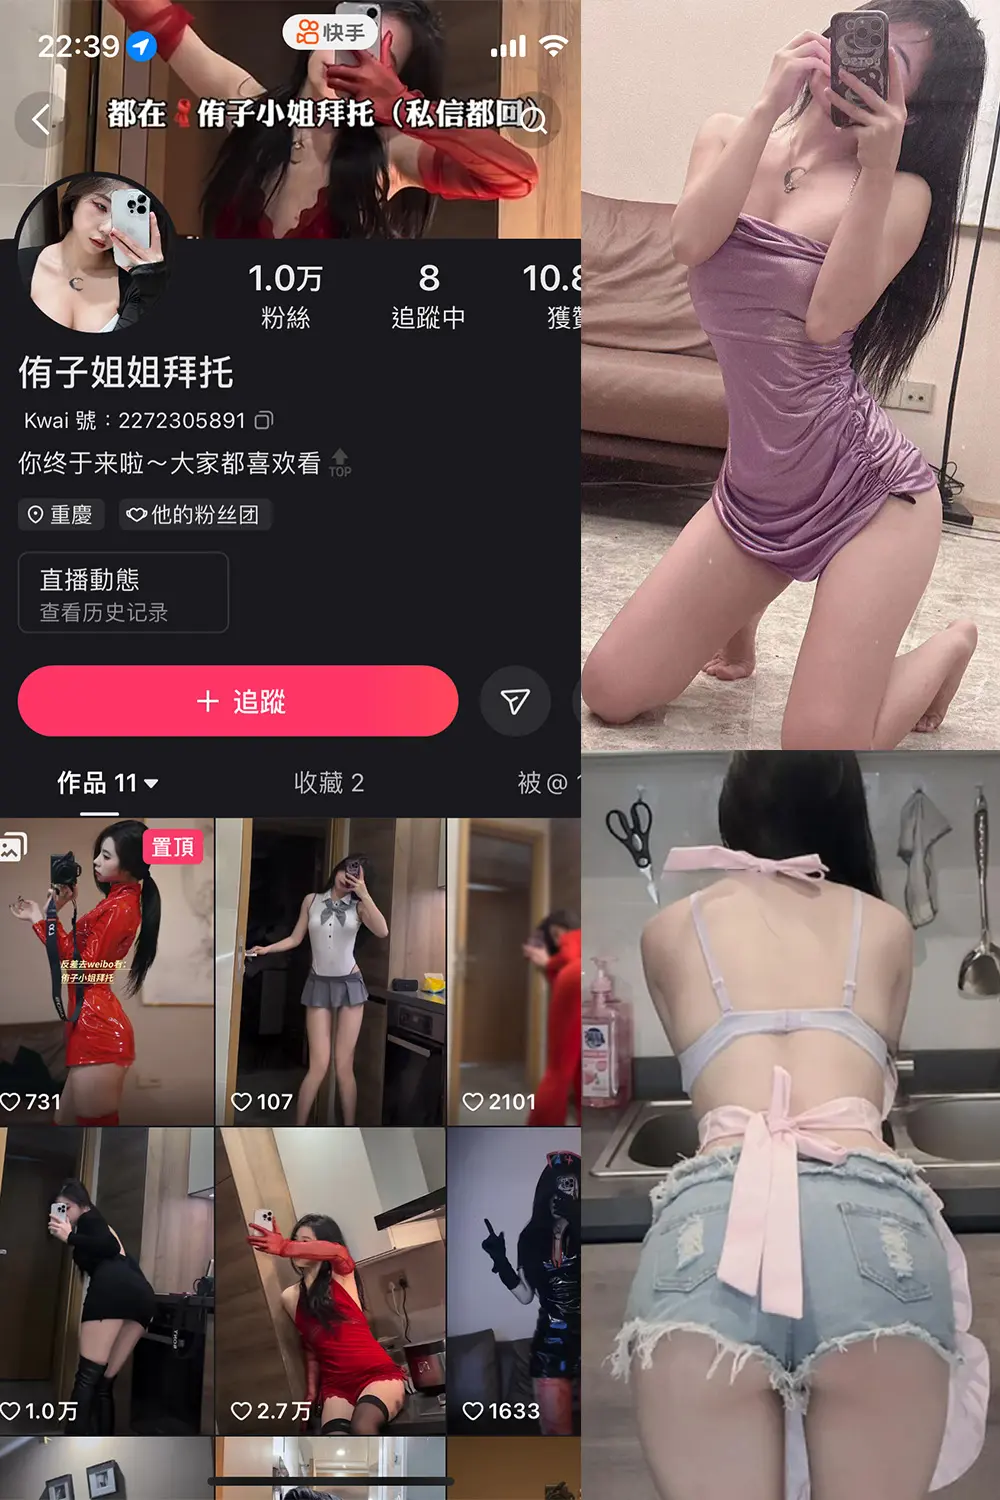 22:39
快手
都在侑子小姐拜托（私信都回）
1.0万
粉絲
8
追蹤中
10.8
獲讚
侑子姐姐拜托
Kwai 號：2272305891
你终于来啦～大家都喜欢看
TOP
重慶
他的粉丝团
直播動態
查看历史记录
+ 追蹤
作品 11
收藏 2
被@
置頂
反差去weibo看：
侑子小姐拜托
731
107
2101
1.0万
2.7万
1633